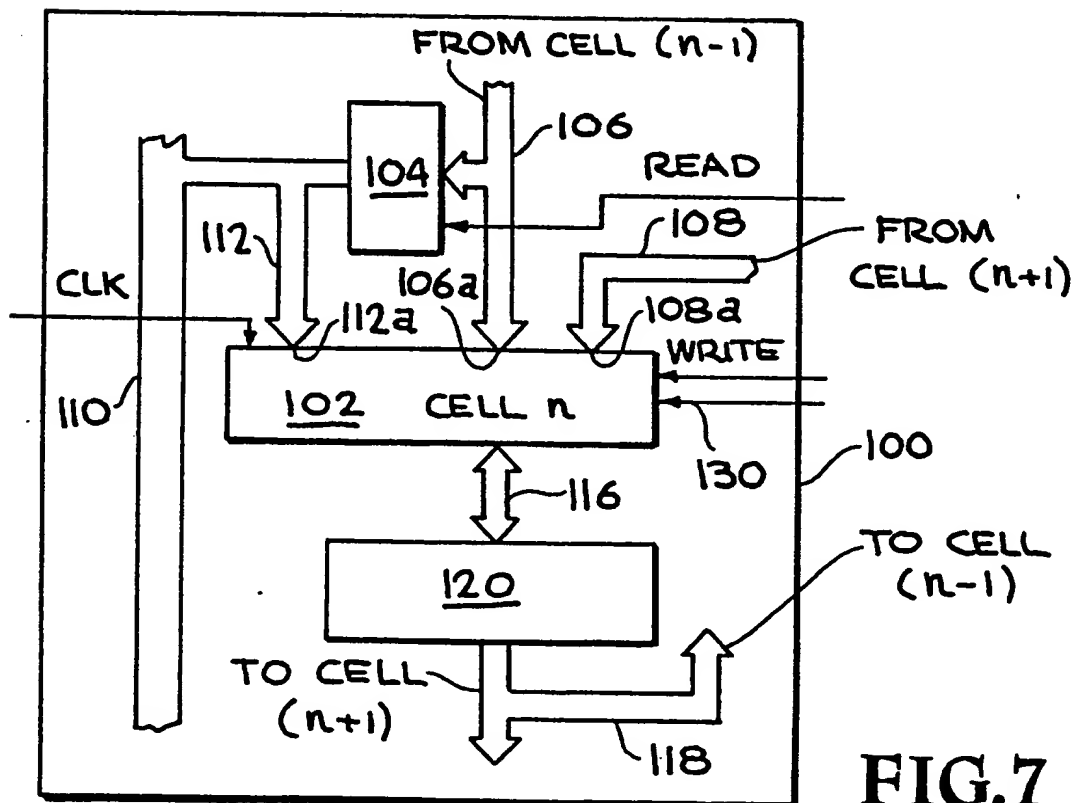 FROM CELL (n-1)
106
104
READ
108
FROM
CELL (n+1)
112
CLK
106a
112a
108a
WRITE
110
102 CELL n
130
100
116
TO CELL
(n-1)
120
TO CELL
(n+1)
118
FIG.7